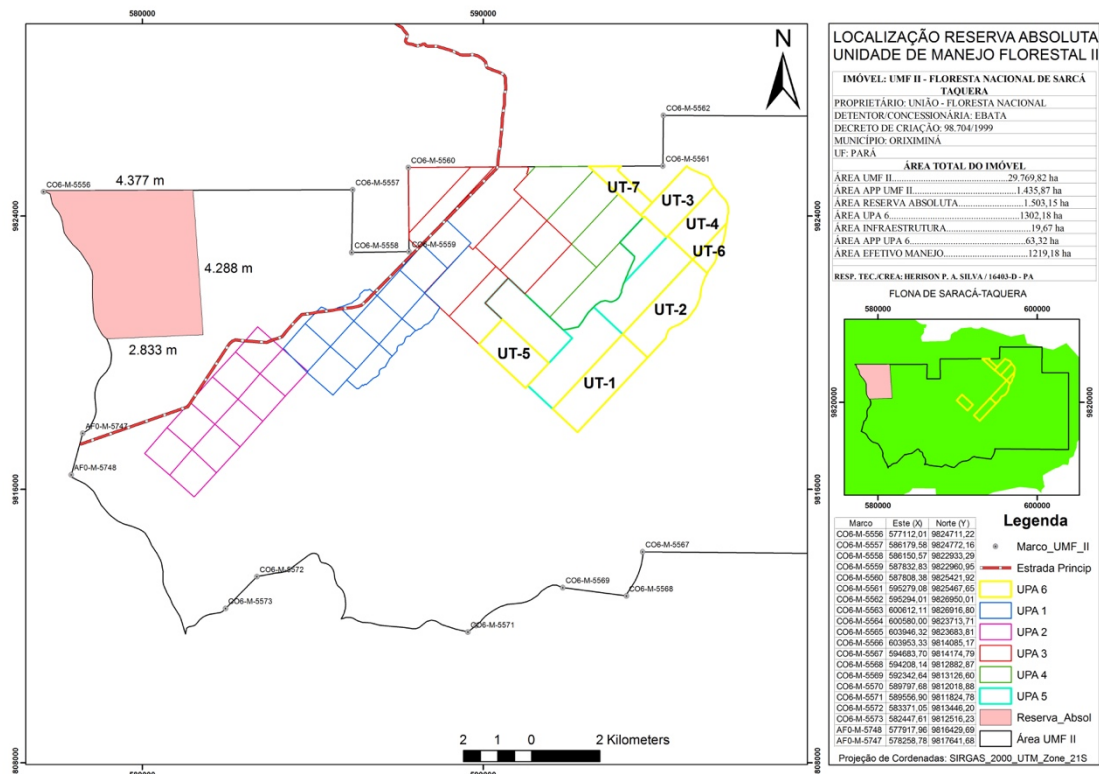 580000
590000
N
CO6-M-5562
CO6-M-5560
CO6-M-5561
CO6-M-5556
4.377 m
CO6-M-5557
UT-7
UT-3
9824000
9824000
UT-4
CO6-M-5558
CO6-M-5559
UT-6
4.288 m
UT-2
2.833 m
UT-5
UT-1
AF0-M-5747
AF0-M-5748
9816000
9816000
CO6-M-5567
CO6-M-5572
CO6-M-5569
CO6-M-5568
CO6-M-5573
CO6-M-5571
2 1 0 2 Kilometers
9808000
9808000
580000
590000
LOCALIZAÇÃO RESERVA ABSOLUTA
UNIDADE DE MANEJO FLORESTAL II
IMÓVEL: UMF II - FLORESTA NACIONAL DE SARCÁ
TAQUERA
PROPRIETÁRIO: UNIÃO - FLORESTA NACIONAL
DETENTOR/CONCESSIONÁRIA: EBATA
DECRETO DE CRIAÇÃO: 98.704/1999
MUNICÍPIO: ORIXIMINÁ
UF: PARÁ
ÁREA TOTAL DO IMÓVEL
ÁREA UMF II...............................................29.769,82 ha
ÁREA APP UMF II.......................................1.435,87 ha
ÁREA RESERVA ABSOLUTA......................1.503,15 ha
ÁREA UPA 6...............................................1302,18 ha
ÁREA INFRAESTRUTURA..............................19,67 ha
ÁREA APP UPA 6..........................................63,32 ha
ÁREA EFETIVO MANEJO............................1219,18 ha
RESP. TEC./CREA: HERISON P. A. SILVA / 16403-D - PA
FLONA DE SARACÁ-TAQUERA
580000 600000
9820000
9820000
580000 600000
Marco Este (X) Norte (Y)
CO6-M-5556 577112,01 9824711,22
CO6-M-5557 586179,58 9824772,16
CO6-M-5558 586150,57 9822933,29
CO6-M-5559 587832,83 9822960,95
CO6-M-5560 587808,38 9825421,92
CO6-M-5561 595279,08 9825467,65
CO6-M-5562 595294,01 9826950,01
CO6-M-5563 600612,11 9826916,80
CO6-M-5564 600580,00 9823713,71
CO6-M-5565 603946,32 9823683,81
CO6-M-5566 603953,33 9814085,17
CO6-M-5567 594683,70 9814174,79
CO6-M-5568 594208,14 9812882,87
CO6-M-5569 592342,64 9813126,60
CO6-M-5570 589797,68 9812018,88
CO6-M-5571 589556,90 9811824,78
CO6-M-5572 583371,05 9813446,20
CO6-M-5573 582447,61 9812516,23
AF0-M-5748 577917,96 9816429,69
AF0-M-5747 578258,78 9817641,68
Legenda
Marco_UMF_II
Estrada Princip
UPA 6
UPA 1
UPA 2
UPA 3
UPA 4
UPA 5
Reserva_Absol
Área UMF II
Projeção de Cordenadas: SIRGAS_2000_UTM_Zone_21S